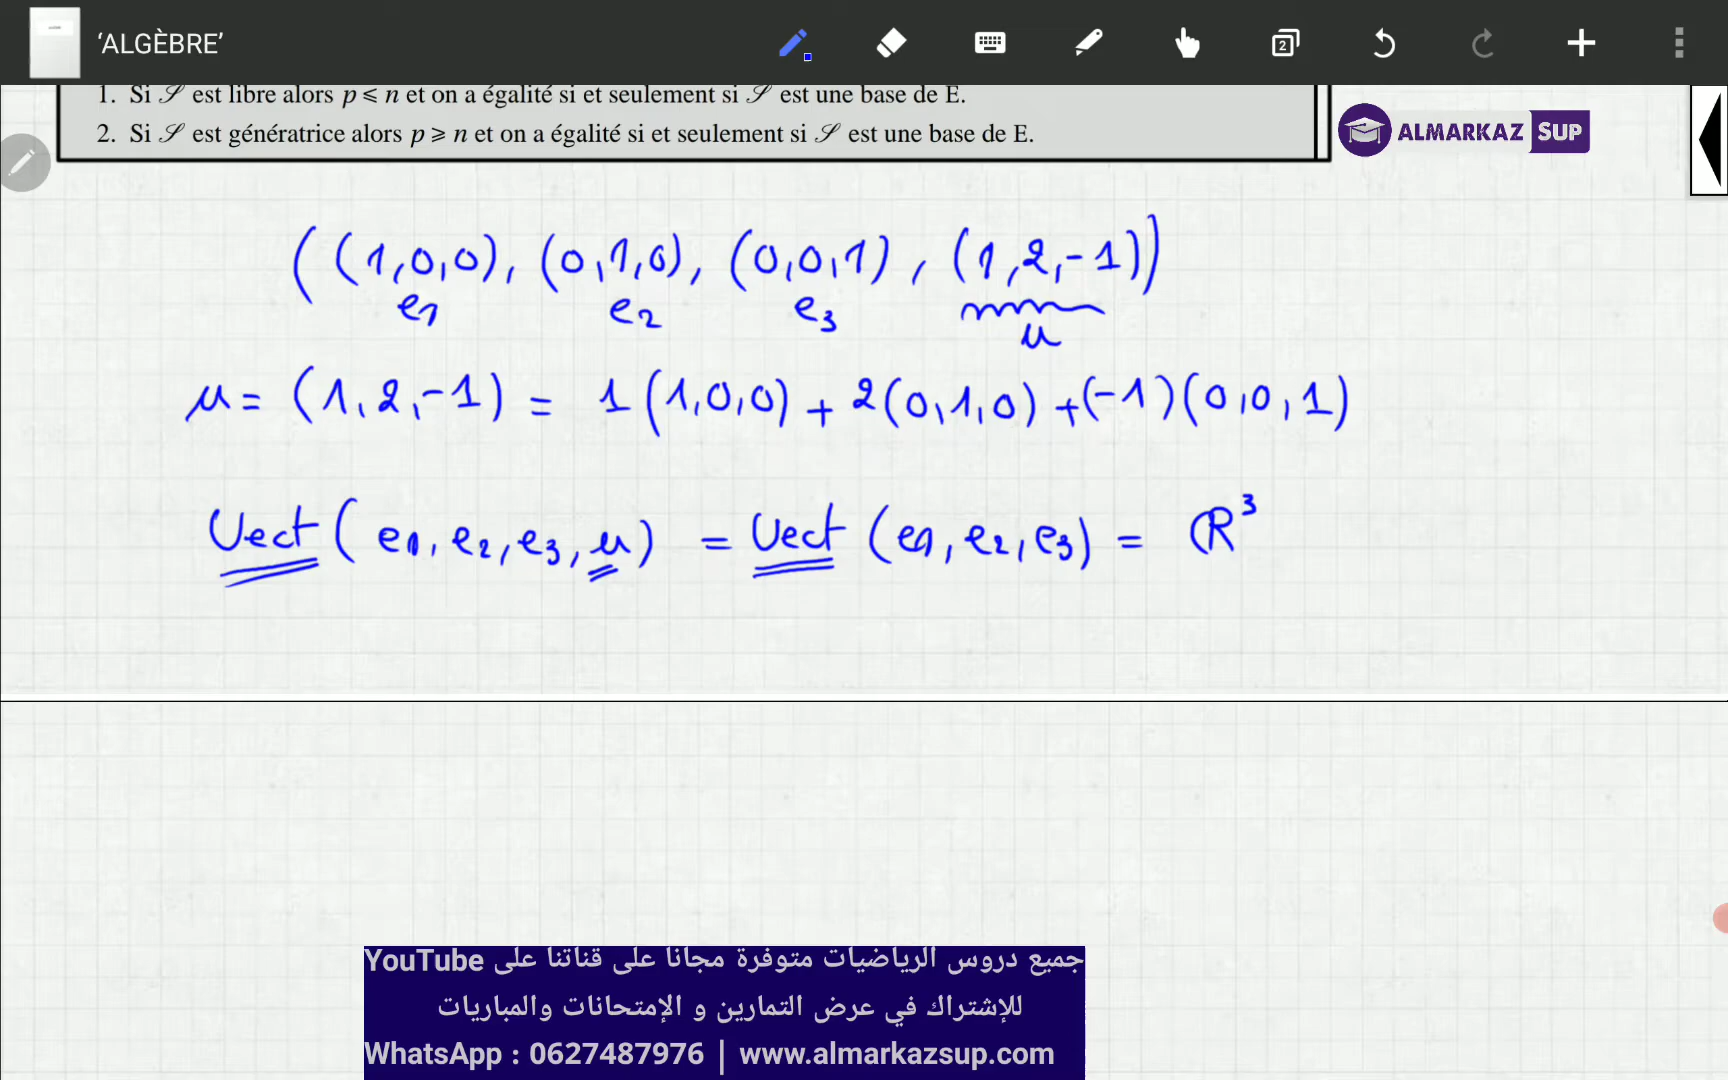 ‘ALGÈBRE’
2
1. Si 𝒮 est libre alors p ⩽ n et on a égalité si et seulement si 𝒮 est une base de E.
2. Si 𝒮 est génératrice alors p ⩾ n et on a égalité si et seulement si 𝒮 est une base de E.
ALMARKAZ SUP
((1,0,0), (0,1,0), (0,0,1), (1,2,-1))
e1 e2 e3 u
u = (1,2,-1) = 1(1,0,0) + 2(0,1,0) + (-1)(0,0,1)
Vect(e1, e2, e3, u) = Vect(e1, e2, e3) = ℝ³
جميع دروس الرياضيات متوفرة مجانا على قناتنا على YouTube
للإشتراك في عرض التمارين و الإمتحانات والمباريات
WhatsApp : 0627487976 | www.almarkazsup.com